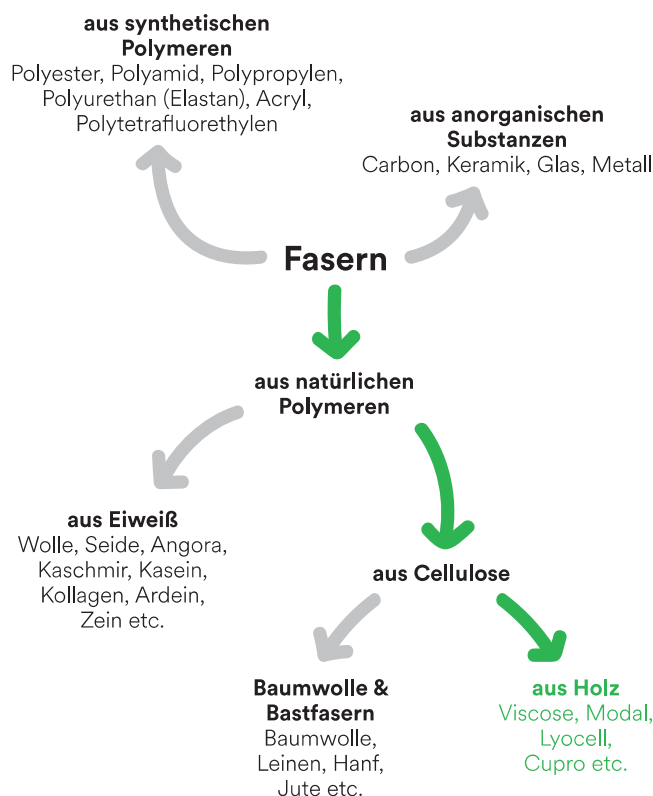 aus synthetischen
Polymeren
Polyester, Polyamid, Polypropylen,
Polyurethan (Elastan), Acryl,
Polytetrafluorethylen
aus anorganischen
Substanzen
Carbon, Keramik, Glas, Metall
Fasern
aus natürlichen
Polymeren
aus Eiweiß
Wolle, Seide, Angora,
Kaschmir, Kasein,
Kollagen, Ardein,
Zein etc.
aus Cellulose
Baumwolle &
Bastfasern
Baumwolle,
Leinen, Hanf,
Jute etc.
aus Holz
Viscose, Modal,
Lyocell,
Cupro etc.